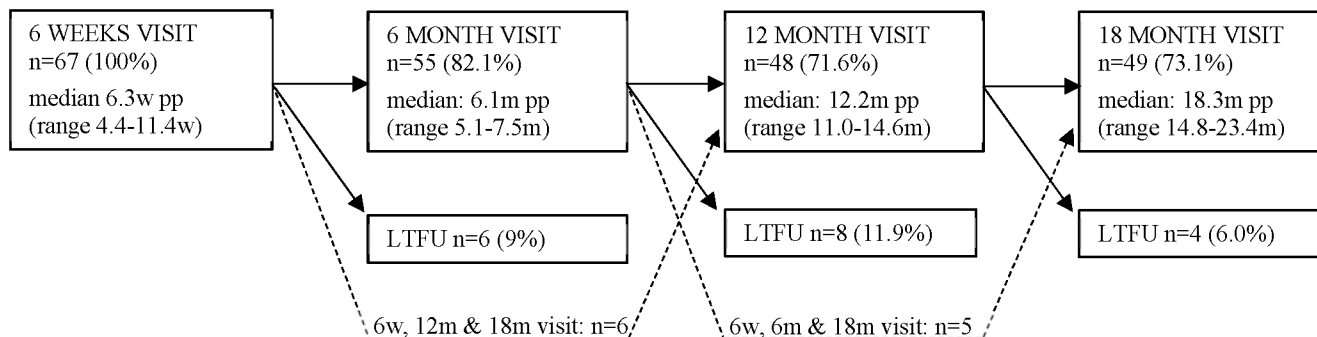 6 WEEKS VISIT
n=67 (100%)
median 6.3w pp
(range 4.4-11.4w)
6 MONTH VISIT
n=55 (82.1%)
median: 6.1m pp
(range 5.1-7.5m)
12 MONTH VISIT
n=48 (71.6%)
median: 12.2m pp
(range 11.0-14.6m)
18 MONTH VISIT
n=49 (73.1%)
median: 18.3m pp
(range 14.8-23.4m)
LTFU n=6 (9%)
LTFU n=8 (11.9%)
LTFU n=4 (6.0%)
6w, 12m & 18m visit: n=6
6w, 6m & 18m visit: n=5